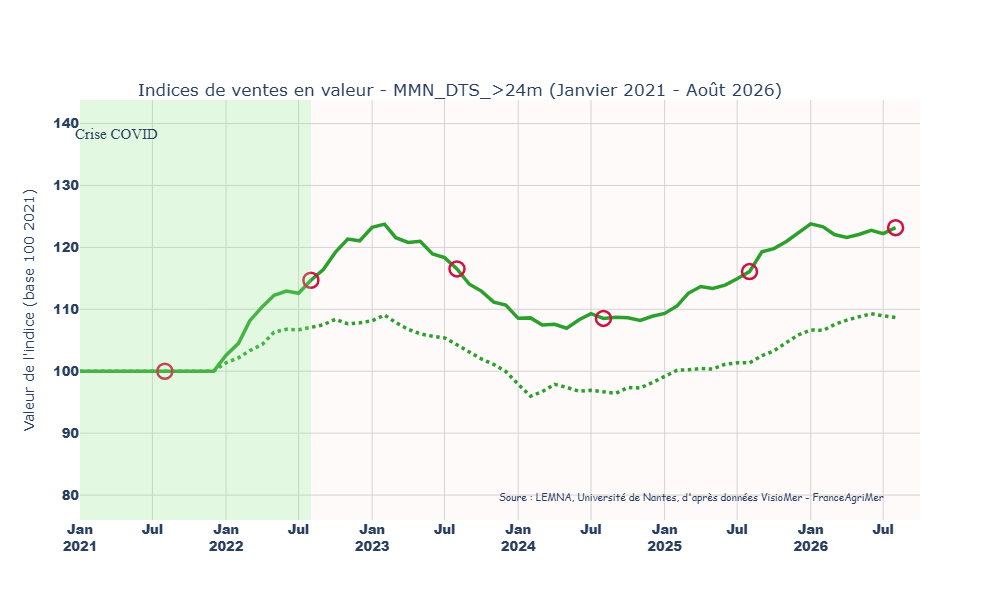 Indices de ventes en valeur - MMN_DTS_>24m (Janvier 2021 - Août 2026)
Valeur de l'indice (base 100 2021)
140
Crise COVID
130
120
110
100
90
80
Soure : LEMNA, Université de Nantes, d'après données VisioMer - FranceAgriMer
Jan Jul Jan Jul Jan Jul Jan Jul Jan Jul Jan Jul
2021 2022 2023 2024 2025 2026